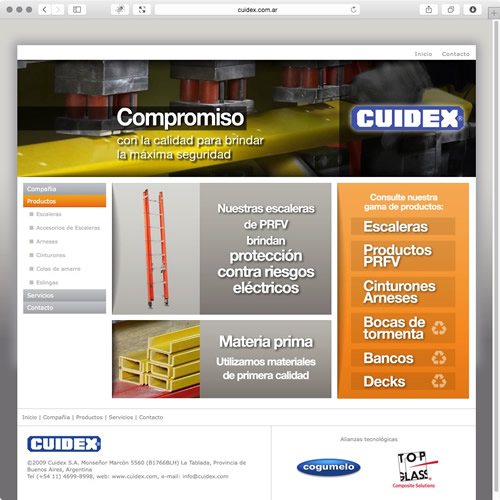 cuidex.com.ar
Inicio Contacto
Compromiso
con la calidad para brindar
la máxima seguridad
CUIDEX®
Compañía
Productos
Escaleras
Accesorios de Escaleras
Arneses
Cinturones
Colas de amarre
Eslingas
Servicios
Contacto
Nuestras escaleras
de PRFV
brindan
protección
contra riesgos
eléctricos
Materia prima
Utilizamos materiales
de primera calidad
Consulte nuestra
gama de productos:
Escaleras
Productos
PRFV
Cinturones
Arneses
Bocas de
tormenta
Bancos
Decks
Inicio | Compañía | Productos | Servicios | Contacto
CUIDEX®
©2009 Cuidex S.A. Monseñor Marcón 5560 (B1766BLH) La Tablada, Provincia de
Buenos Aires, Argentina
Tel (+54 11) 4699-8998, web: www.cuidex.com, e-mail: info@cuidex.com
Alianzas tecnológicas
cogumelo
TOP
GLASS
Composite Solutions